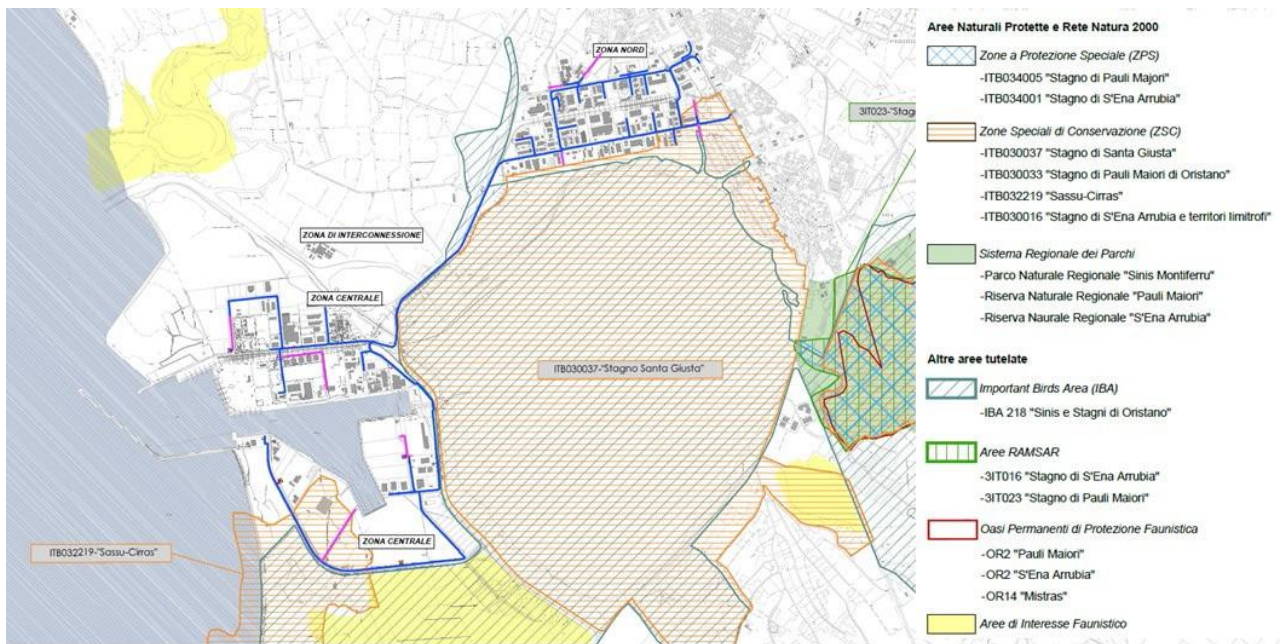 ZONA NORD
3IT023-"Stag
ZONA DI INTERCONNESSIONE
ZONA CENTRALE
ITB030037-"Stagno Santa Giusta"
ITB032219-"Sassu-Cirras"
ZONA CENTRALE
Aree Naturali Protette e Rete Natura 2000
Zone a Protezione Speciale (ZPS)
-ITB034005 "Stagno di Pauli Majori"
-ITB034001 "Stagno di S'Ena Arrubia"
Zone Speciali di Conservazione (ZSC)
-ITB030037 "Stagno di Santa Giusta"
-ITB030033 "Stagno di Pauli Maiori di Oristano"
-ITB032219 "Sassu-Cirras"
-ITB030016 "Stagno di S'Ena Arrubia e territori limitrofi"
Sistema Regionale dei Parchi
-Parco Naturale Regionale "Sinis Montiferru"
-Riserva Naturale Regionale "Pauli Maiori"
-Riserva Naurale Regionale "S'Ena Arrubia"
Altre aree tutelate
Important Birds Area (IBA)
-IBA 218 "Sinis e Stagni di Oristano"
Aree RAMSAR
-3IT016 "Stagno di S'Ena Arrubia"
-3IT023 "Stagno di Pauli Maiori"
Oasi Permanenti di Protezione Faunistica
-OR2 "Pauli Maiori"
-OR2 "S'Ena Arrubia"
-OR14 "Mistras"
Aree di Interesse Faunistico